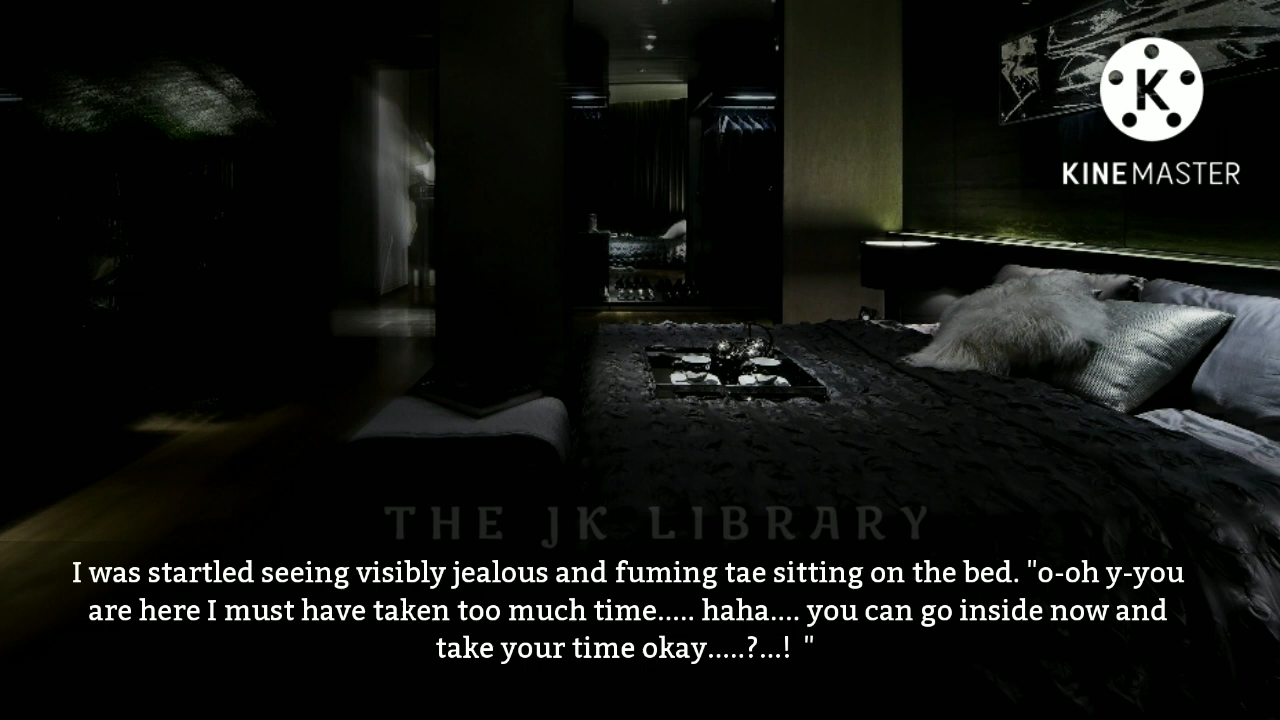 K
KINEMASTER
THE JK LIBRARY
I was startled seeing visibly jealous and fuming tae sitting on the bed. "o-oh y-you
are here I must have taken too much time..... haha.... you can go inside now and
take your time okay.....?...! "